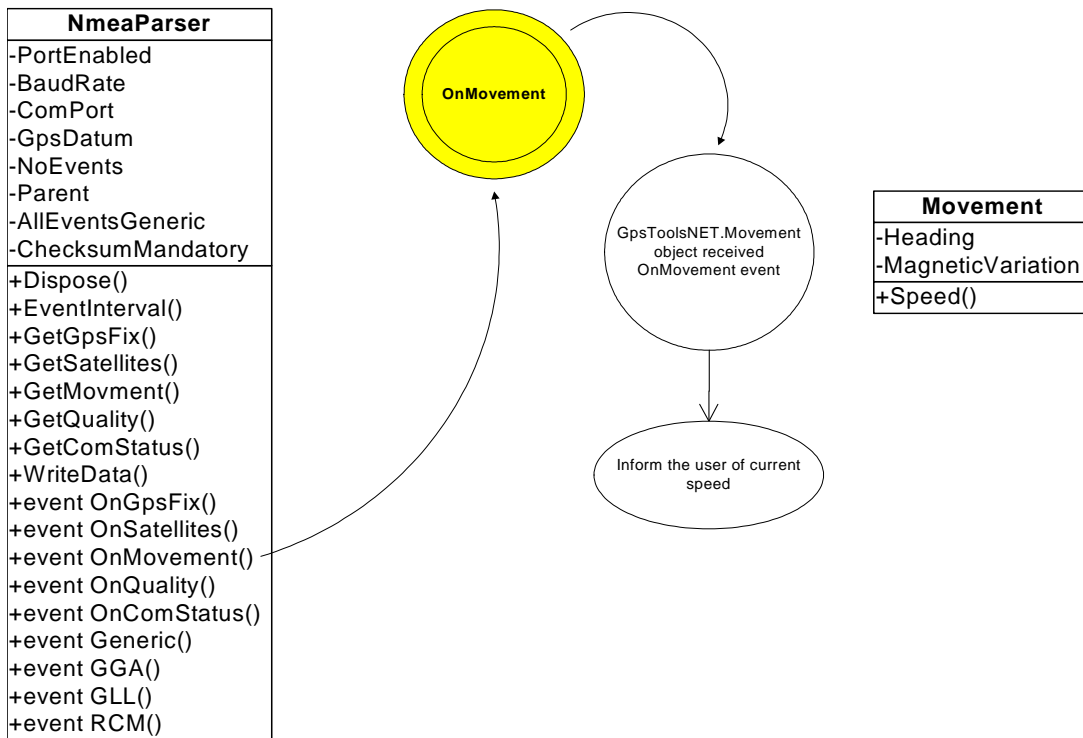 NmeaParser
-PortEnabled
-BaudRate
-ComPort
-GpsDatum
-NoEvents
-Parent
-AllEventsGeneric
-ChecksumMandatory
+Dispose()
+EventInterval()
+GetGpsFix()
+GetSatellites()
+GetMovment()
+GetQuality()
+GetComStatus()
+WriteData()
+event OnGpsFix()
+event OnSatellites()
+event OnMovement()
+event OnQuality()
+event OnComStatus()
+event Generic()
+event GGA()
+event GLL()
+event RCM()
OnMovement
GpsToolsNET.Movement
object received
OnMovement event
Inform the user of current
speed
Movement
-Heading
-MagneticVariation
+Speed()